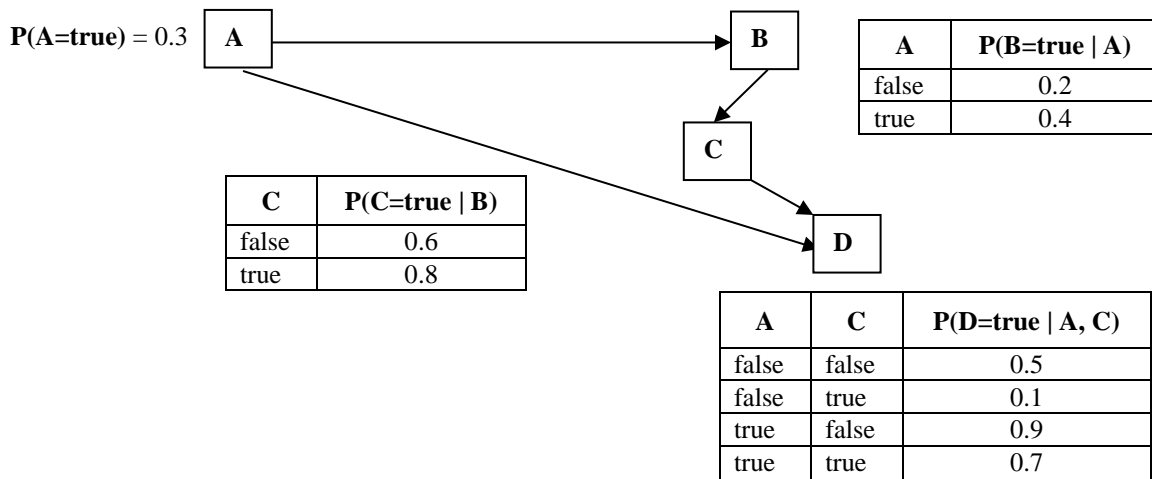 P(A=true) = 0.3
A
B
A P(B=true | A)
false 0.2
true 0.4
C
C P(C=true | B)
false 0.6
true 0.8
D
A C P(D=true | A, C)
false false 0.5
false true 0.1
true false 0.9
true true 0.7